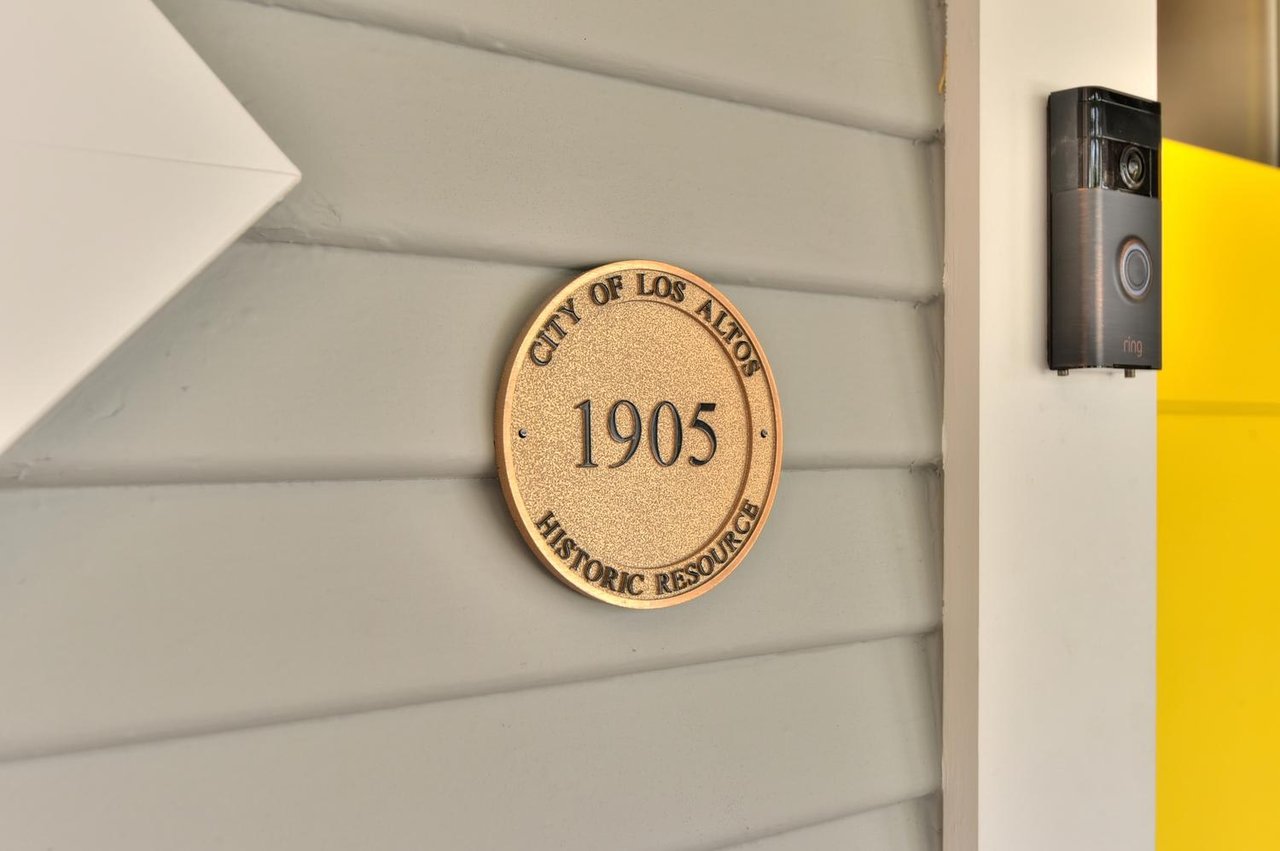 CITY OF LOS ALTOS
1905
HISTORIC RESOURCE
ring